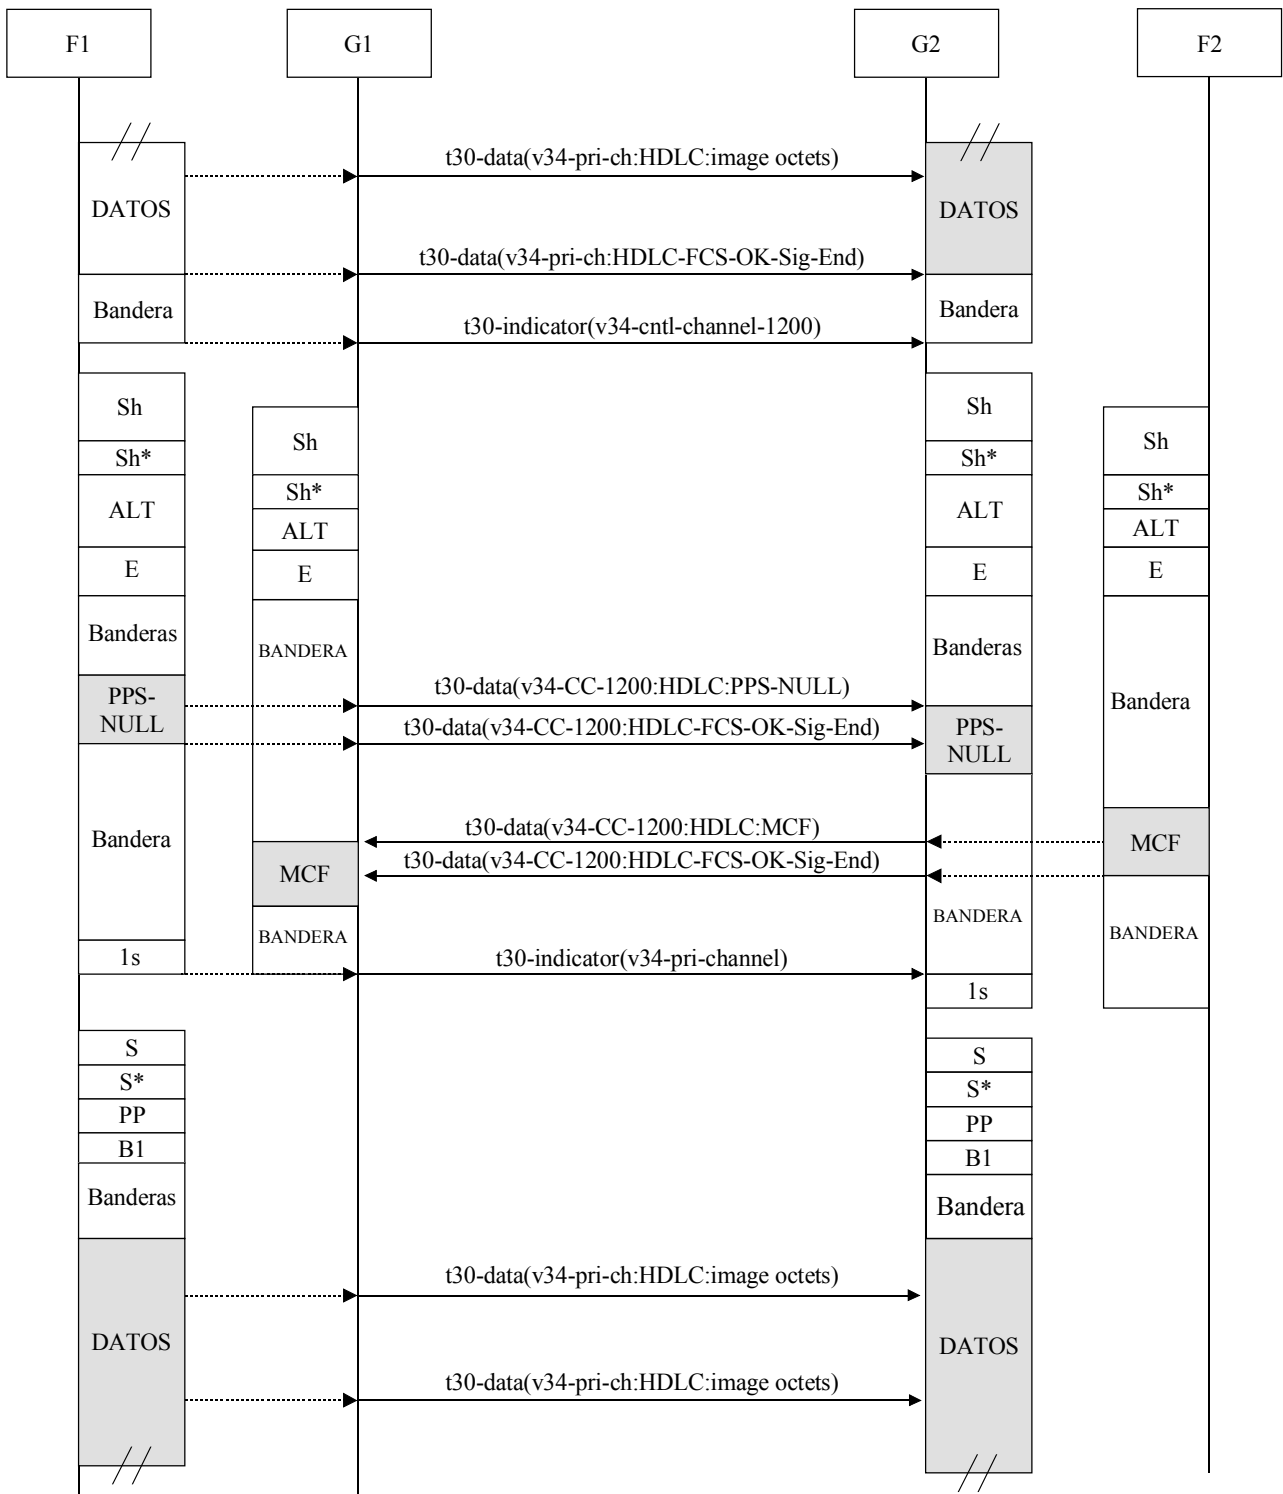 F1
G1
G2
F2
t30-data(v34-pri-ch:HDLC:image octets)
DATOS
DATOS
t30-data(v34-pri-ch:HDLC-FCS-OK-Sig-End)
Bandera
Bandera
t30-indicator(v34-cntl-channel-1200)
Sh
Sh
Sh
Sh
Sh*
Sh*
Sh*
Sh*
ALT
ALT
ALT
ALT
E
E
E
E
Banderas
BANDERA
Banderas
Bandera
t30-data(v34-CC-1200:HDLC:PPS-NULL)
PPS-
NULL
t30-data(v34-CC-1200:HDLC-FCS-OK-Sig-End)
PPS-
NULL
t30-data(v34-CC-1200:HDLC:MCF)
Bandera
MCF
t30-data(v34-CC-1200:HDLC-FCS-OK-Sig-End)
MCF
BANDERA
BANDERA
BANDERA
1s
t30-indicator(v34-pri-channel)
1s
S
S
S*
S*
PP
PP
B1
B1
Banderas
Bandera
t30-data(v34-pri-ch:HDLC:image octets)
DATOS
DATOS
t30-data(v34-pri-ch:HDLC:image octets)